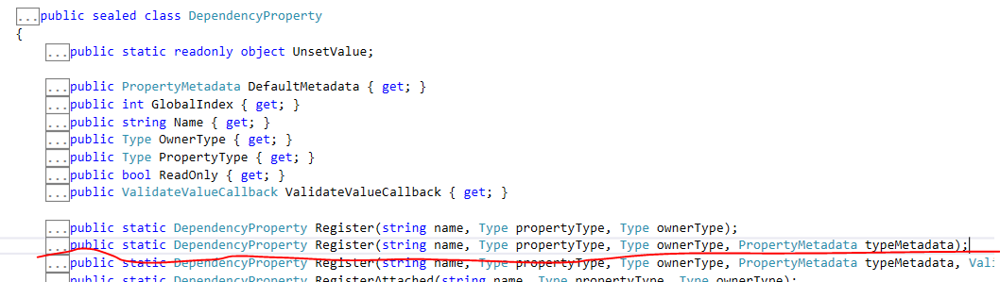 ...public sealed class DependencyProperty
{
...public static readonly object UnsetValue;
...public PropertyMetadata DefaultMetadata { get; }
...public int GlobalIndex { get; }
...public string Name { get; }
...public Type OwnerType { get; }
...public Type PropertyType { get; }
...public bool ReadOnly { get; }
...public ValidateValueCallback ValidateValueCallback { get; }
...public static DependencyProperty Register(string name, Type propertyType, Type ownerType);
...public static DependencyProperty Register(string name, Type propertyType, Type ownerType, PropertyMetadata typeMetadata);
...public static DependencyProperty Register(string name, Type propertyType, Type ownerType, PropertyMetadata typeMetadata, Vali
...public static DependencyProperty RegisterAttached(string name, Type propertyType, Type ownerType);